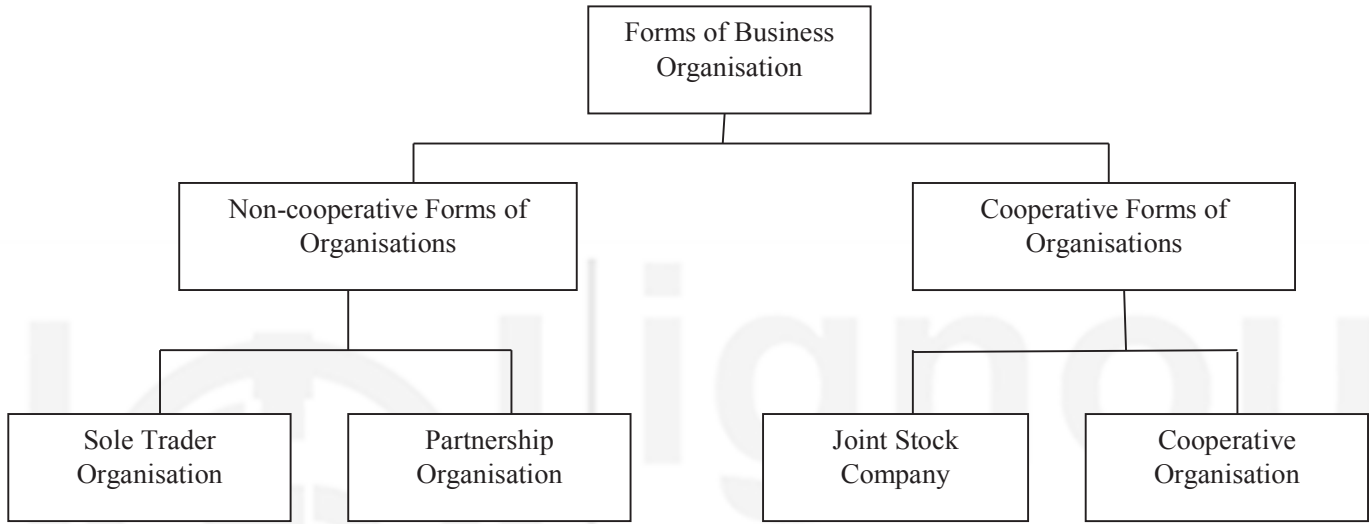 Forms of Business
Organisation
Non-cooperative Forms of
Organisations
Cooperative Forms of
Organisations
Sole Trader
Organisation
Partnership
Organisation
Joint Stock
Company
Cooperative
Organisation
ignou